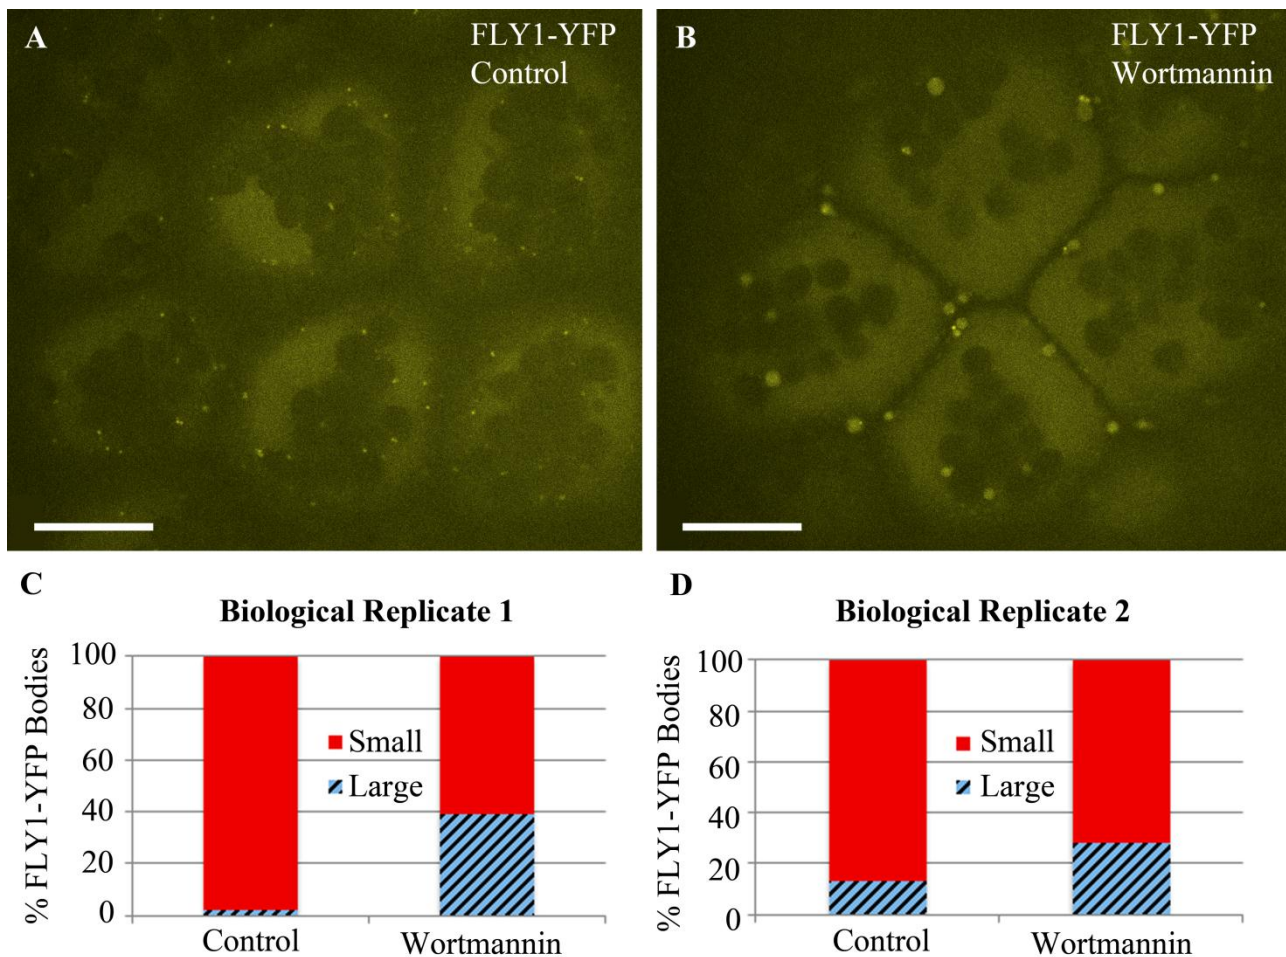 A
FLY1-YFP
Control
B
FLY1-YFP
Wortmannin
C
Biological Replicate 1
% FLY1-YFP Bodies
100
80
60
40
20
0
Small
Large
Control
Wortmannin
D
Biological Replicate 2
% FLY1-YFP Bodies
100
80
60
40
20
0
Small
Large
Control
Wortmannin